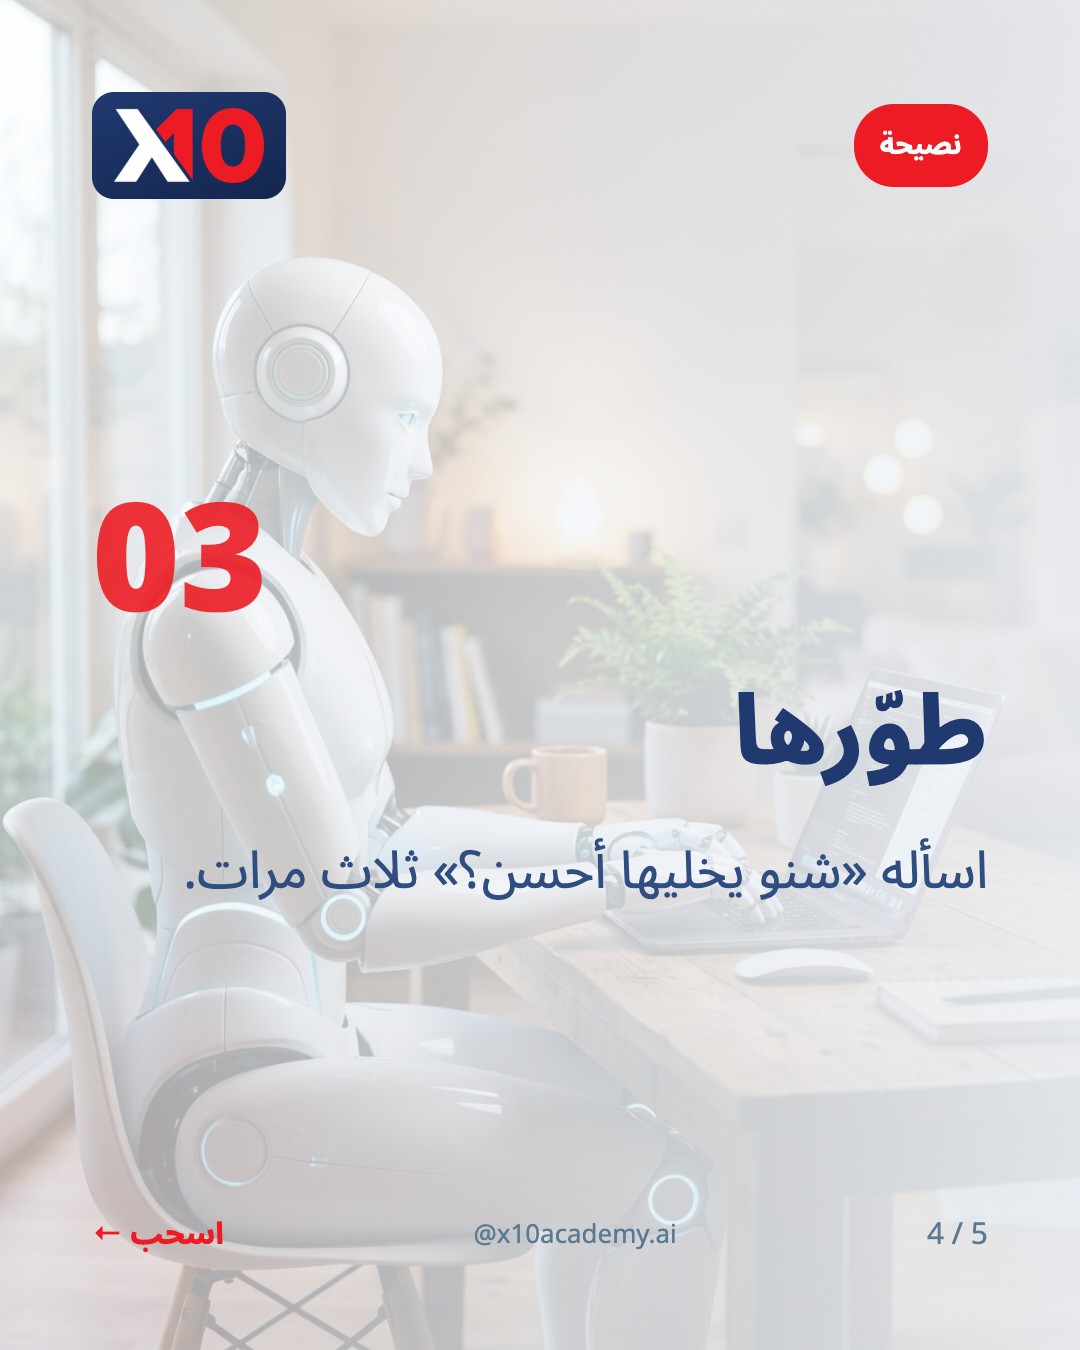 X10
نصيحة
03
طوّرها
اسأله «شنو يخليها أحسن؟» ثلاث مرات.
4 / 5
@x10academy.ai
اسحب ←